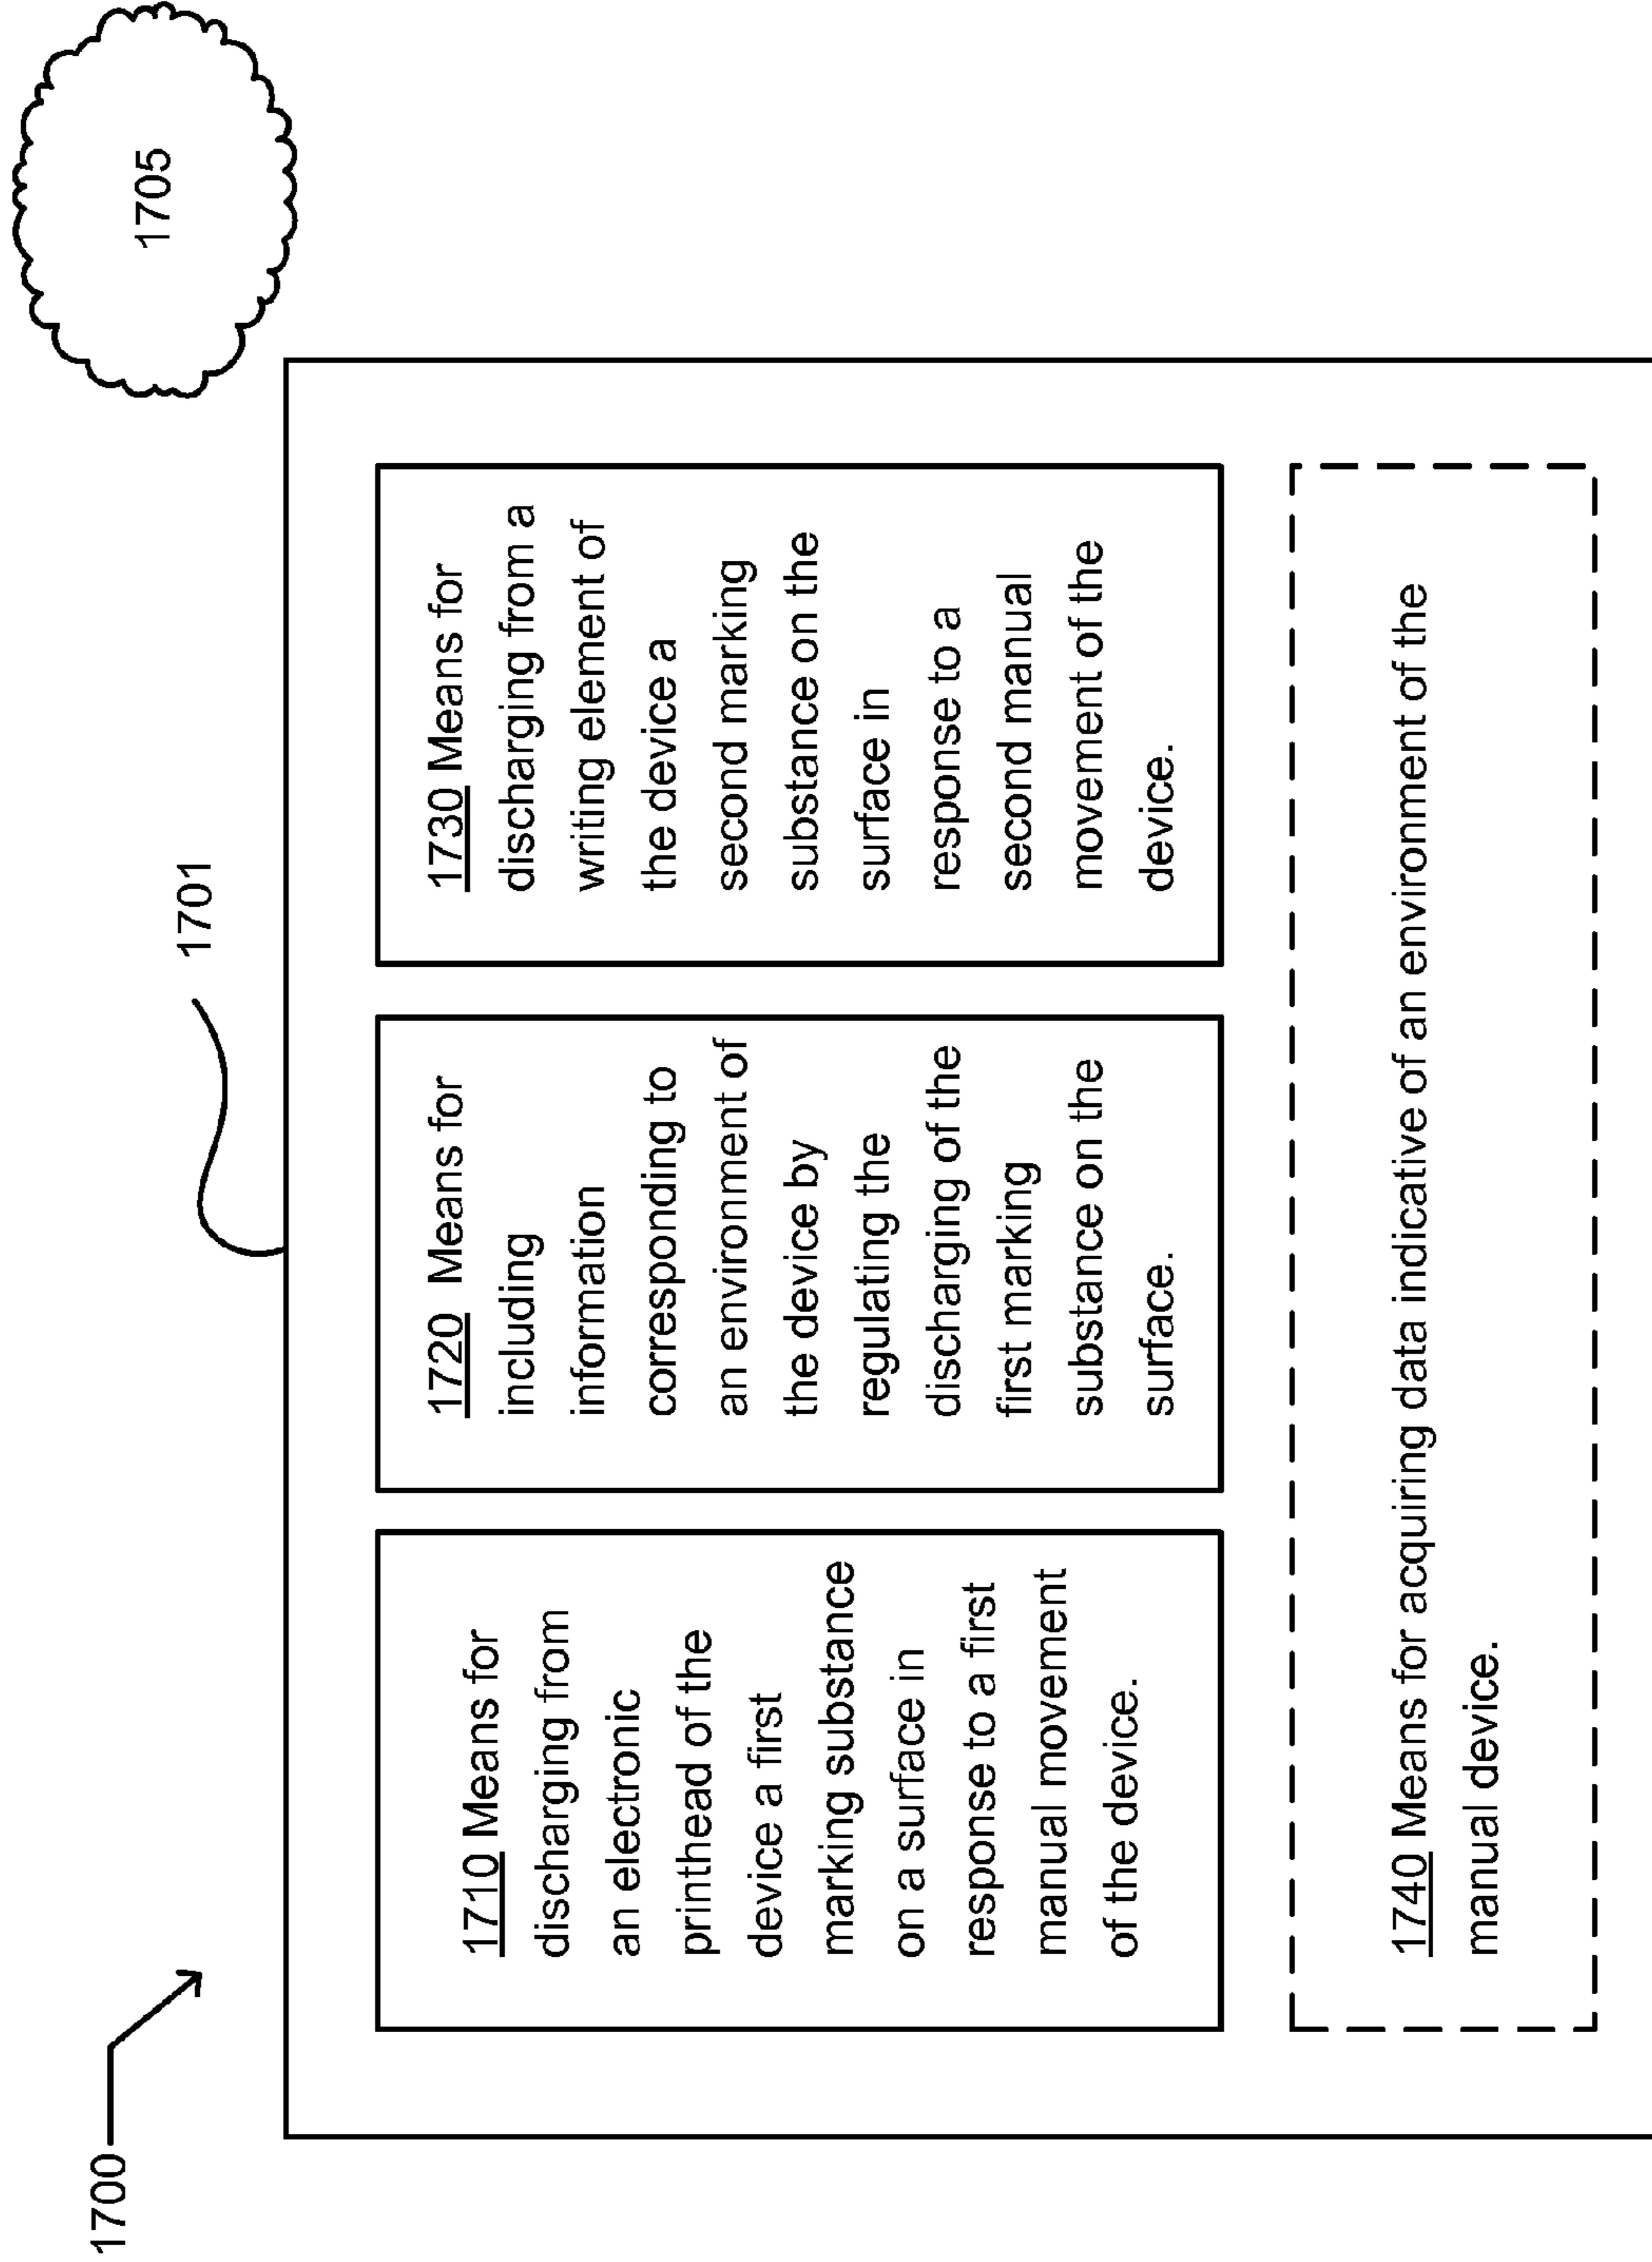 1700
1701
1705
1710 Means for
discharging from
an electronic
printhead of the
device a first
marking substance
on a surface in
response to a first
manual movement
of the device.
1720 Means for
including
information
corresponding to
an environment of
the device by
regulating the
discharging of the
first marking
substance on the
surface.
1730 Means for
discharging from a
writing element of
the device a
second marking
substance on the
surface in
response to a
second manual
movement of the
device.
1740 Means for acquiring data indicative of an environment of the
manual device.